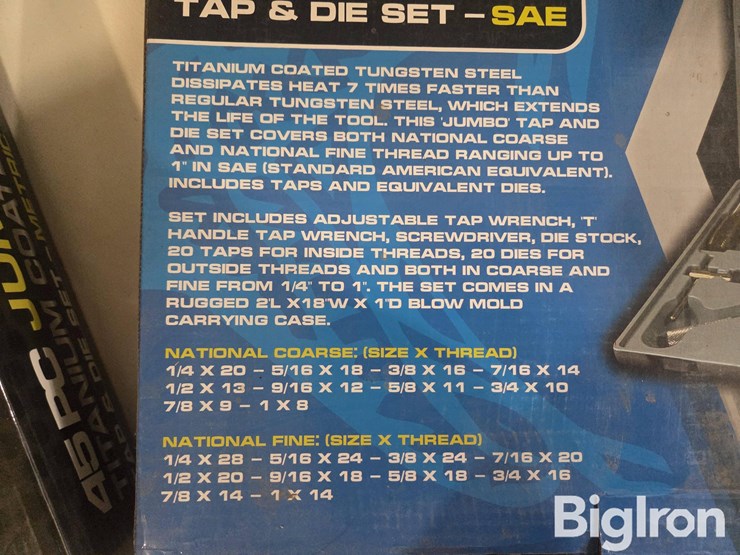 TAP & DIE SET – SAE
TITANIUM COATED TUNGSTEN STEEL
DISSIPATES HEAT 7 TIMES FASTER THAN
REGULAR TUNGSTEN STEEL, WHICH EXTENDS
THE LIFE OF THE TOOL. THIS 'JUMBO' TAP AND
DIE SET COVERS BOTH NATIONAL COARSE
AND NATIONAL FINE THREAD RANGING UP TO
1" IN SAE (STANDARD AMERICAN EQUIVALENT).
INCLUDES TAPS AND EQUIVALENT DIES.
SET INCLUDES ADJUSTABLE TAP WRENCH, 'T'
HANDLE TAP WRENCH, SCREWDRIVER, DIE STOCK,
20 TAPS FOR INSIDE THREADS, 20 DIES FOR
OUTSIDE THREADS AND BOTH IN COARSE AND
FINE FROM 1/4" TO 1". THE SET COMES IN A
RUGGED 2'L X18"W X 1"D BLOW MOLD
CARRYING CASE.
NATIONAL COARSE: (SIZE X THREAD)
1/4 X 20 – 5/16 X 18 – 3/8 X 16 – 7/16 X 14
1/2 X 13 – 9/16 X 12 – 5/8 X 11 – 3/4 X 10
7/8 X 9 – 1 X 8
NATIONAL FINE: (SIZE X THREAD)
1/4 X 28 – 5/16 X 24 – 3/8 X 24 – 7/16 X 20
1/2 X 20 – 9/16 X 18 – 5/8 X 18 – 3/4 X 16
7/8 X 14 – 1 X 14
45 PC
TITANIUM COATE
TAP & DIE SET – METRIC
BigIron